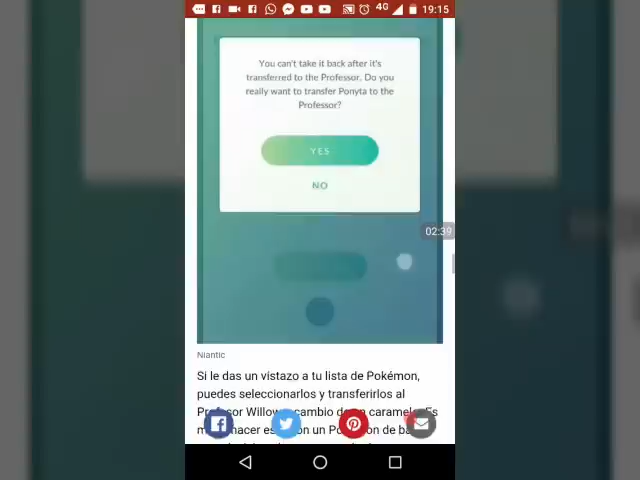 4G 19:15
You can't take it back after it's
transferred to the Professor. Do you
really want to transfer Ponyta to the
Professor?
YES
NO
02:39
Niantic
Si le das un vistazo a tu lista de Pokémon,
puedes seleccionarlos y transferirlos al